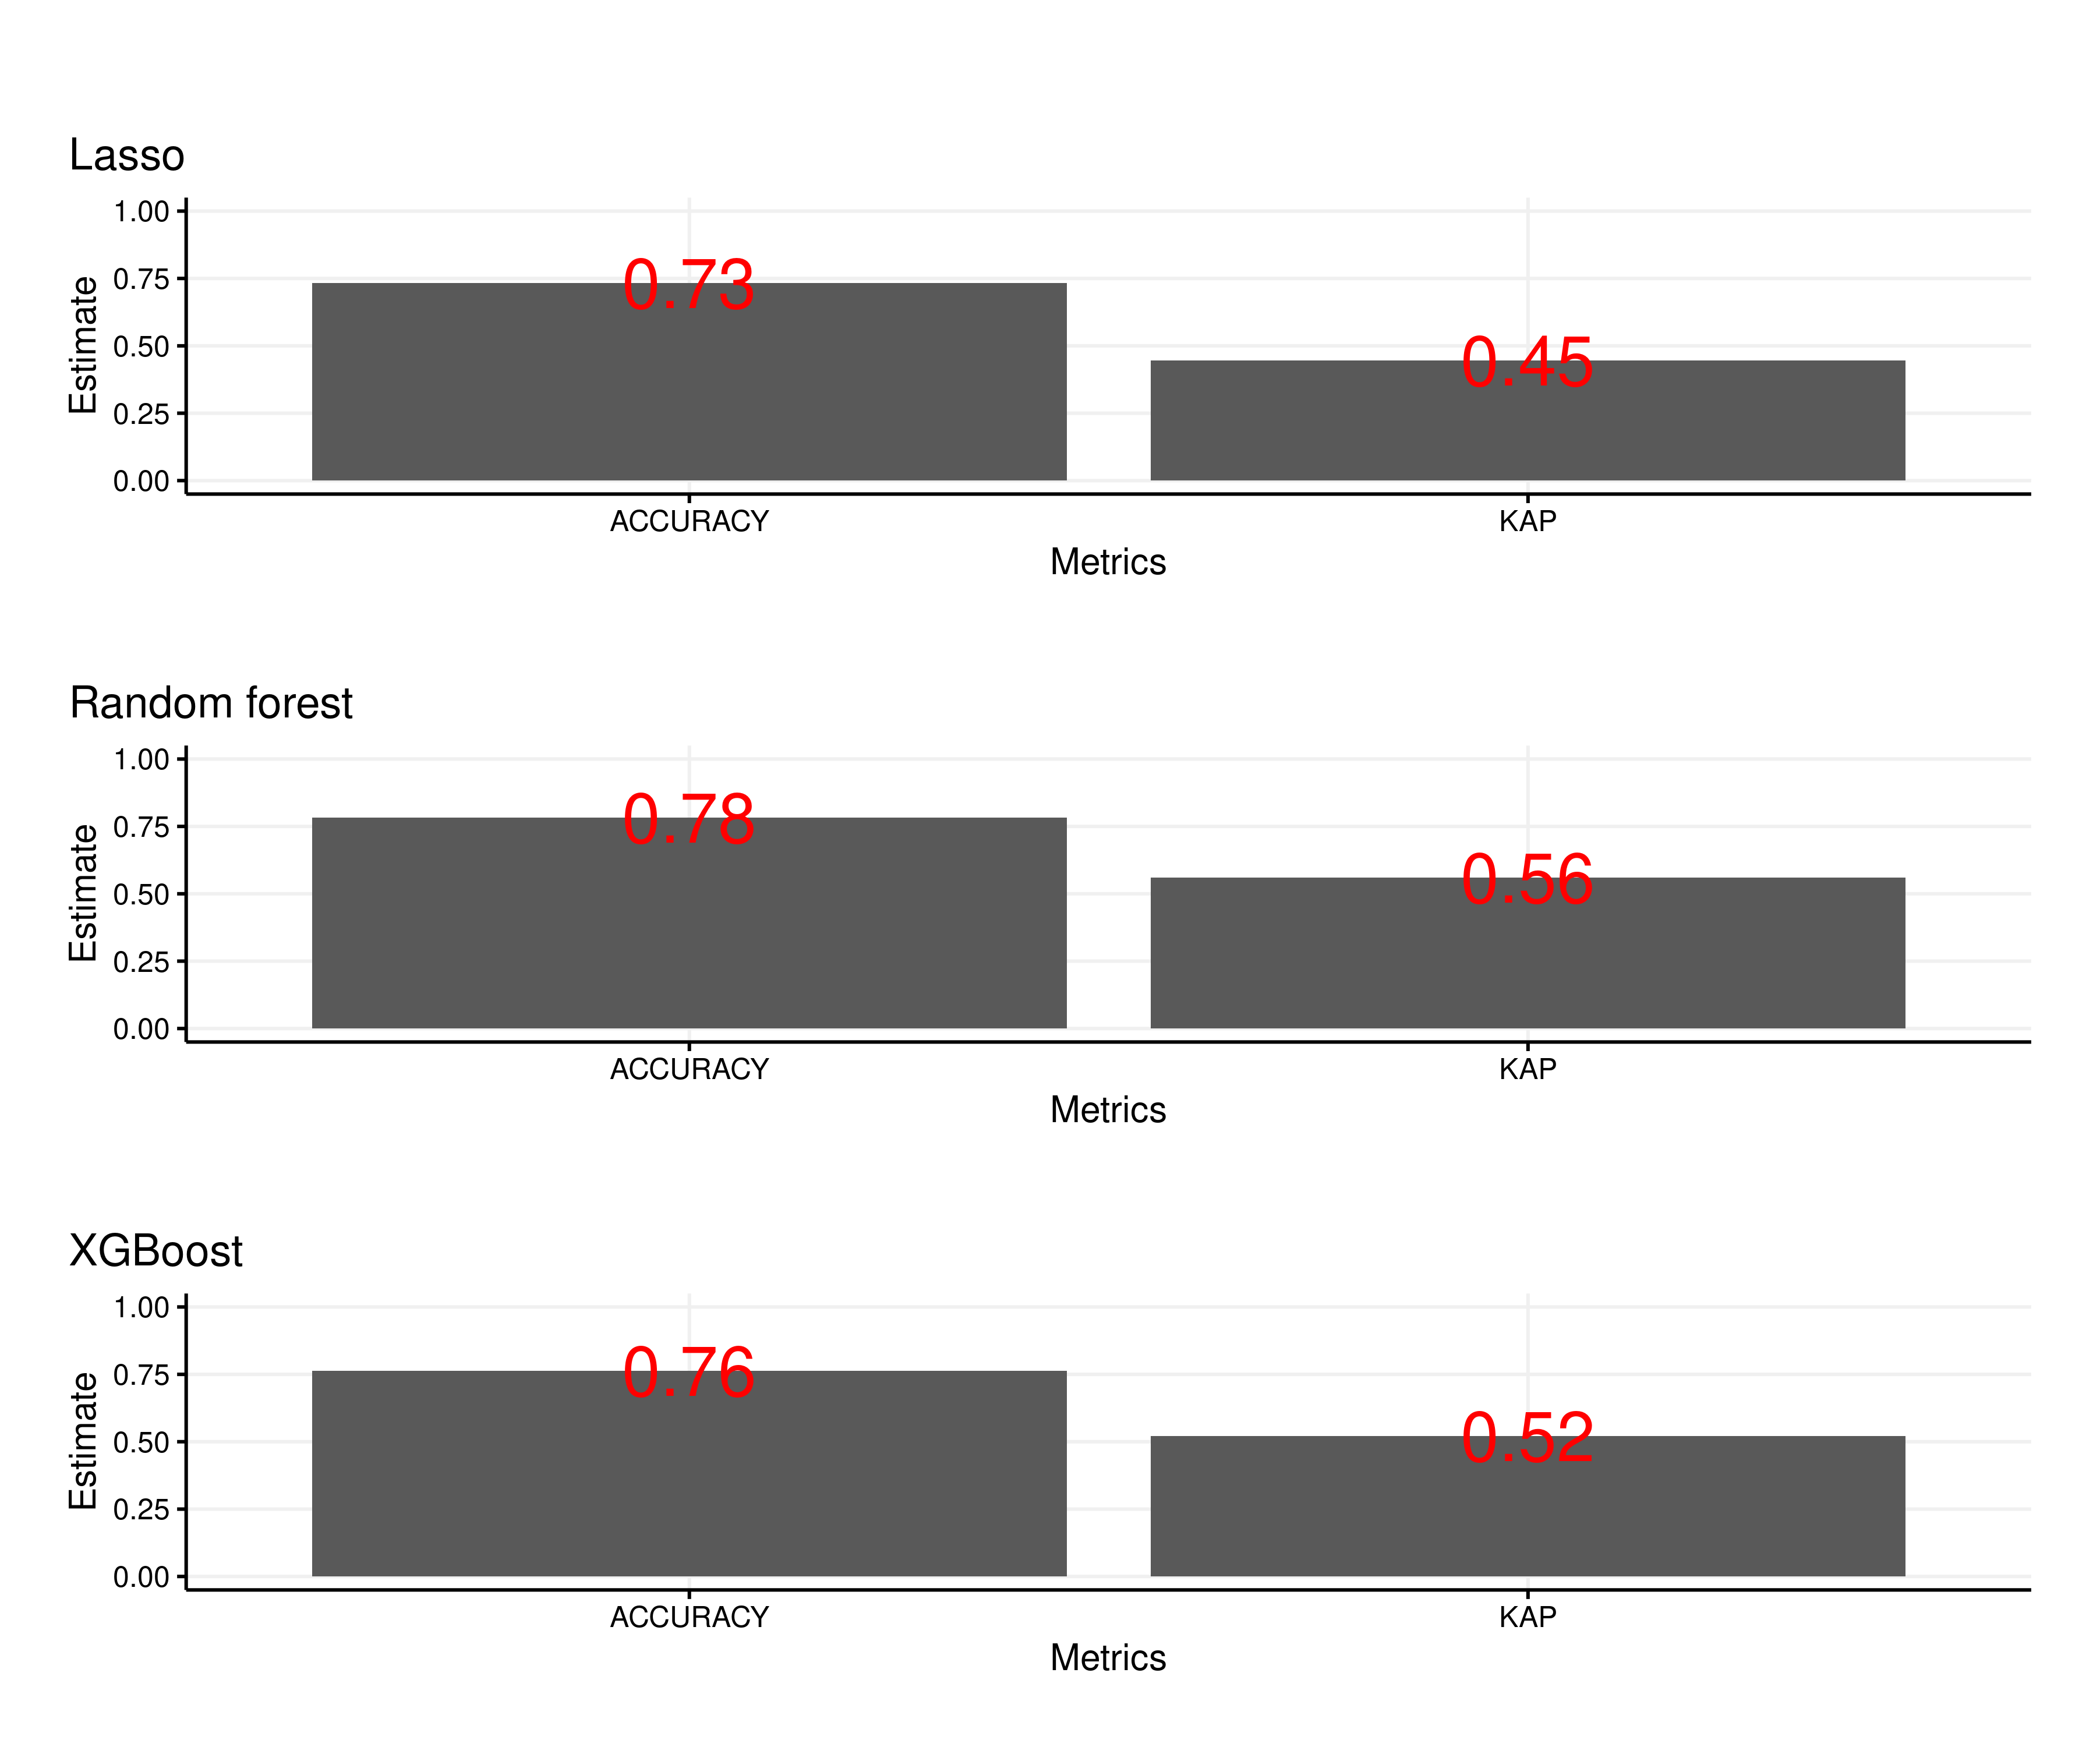 Lasso
1.00
0.75
0.50
0.25
0.00
Estimate
0.73
0.45
ACCURACY KAP
Metrics
Random forest
1.00
0.75
0.50
0.25
0.00
Estimate
0.78
0.56
ACCURACY KAP
Metrics
XGBoost
1.00
0.75
0.50
0.25
0.00
Estimate
0.76
0.52
ACCURACY KAP
Metrics